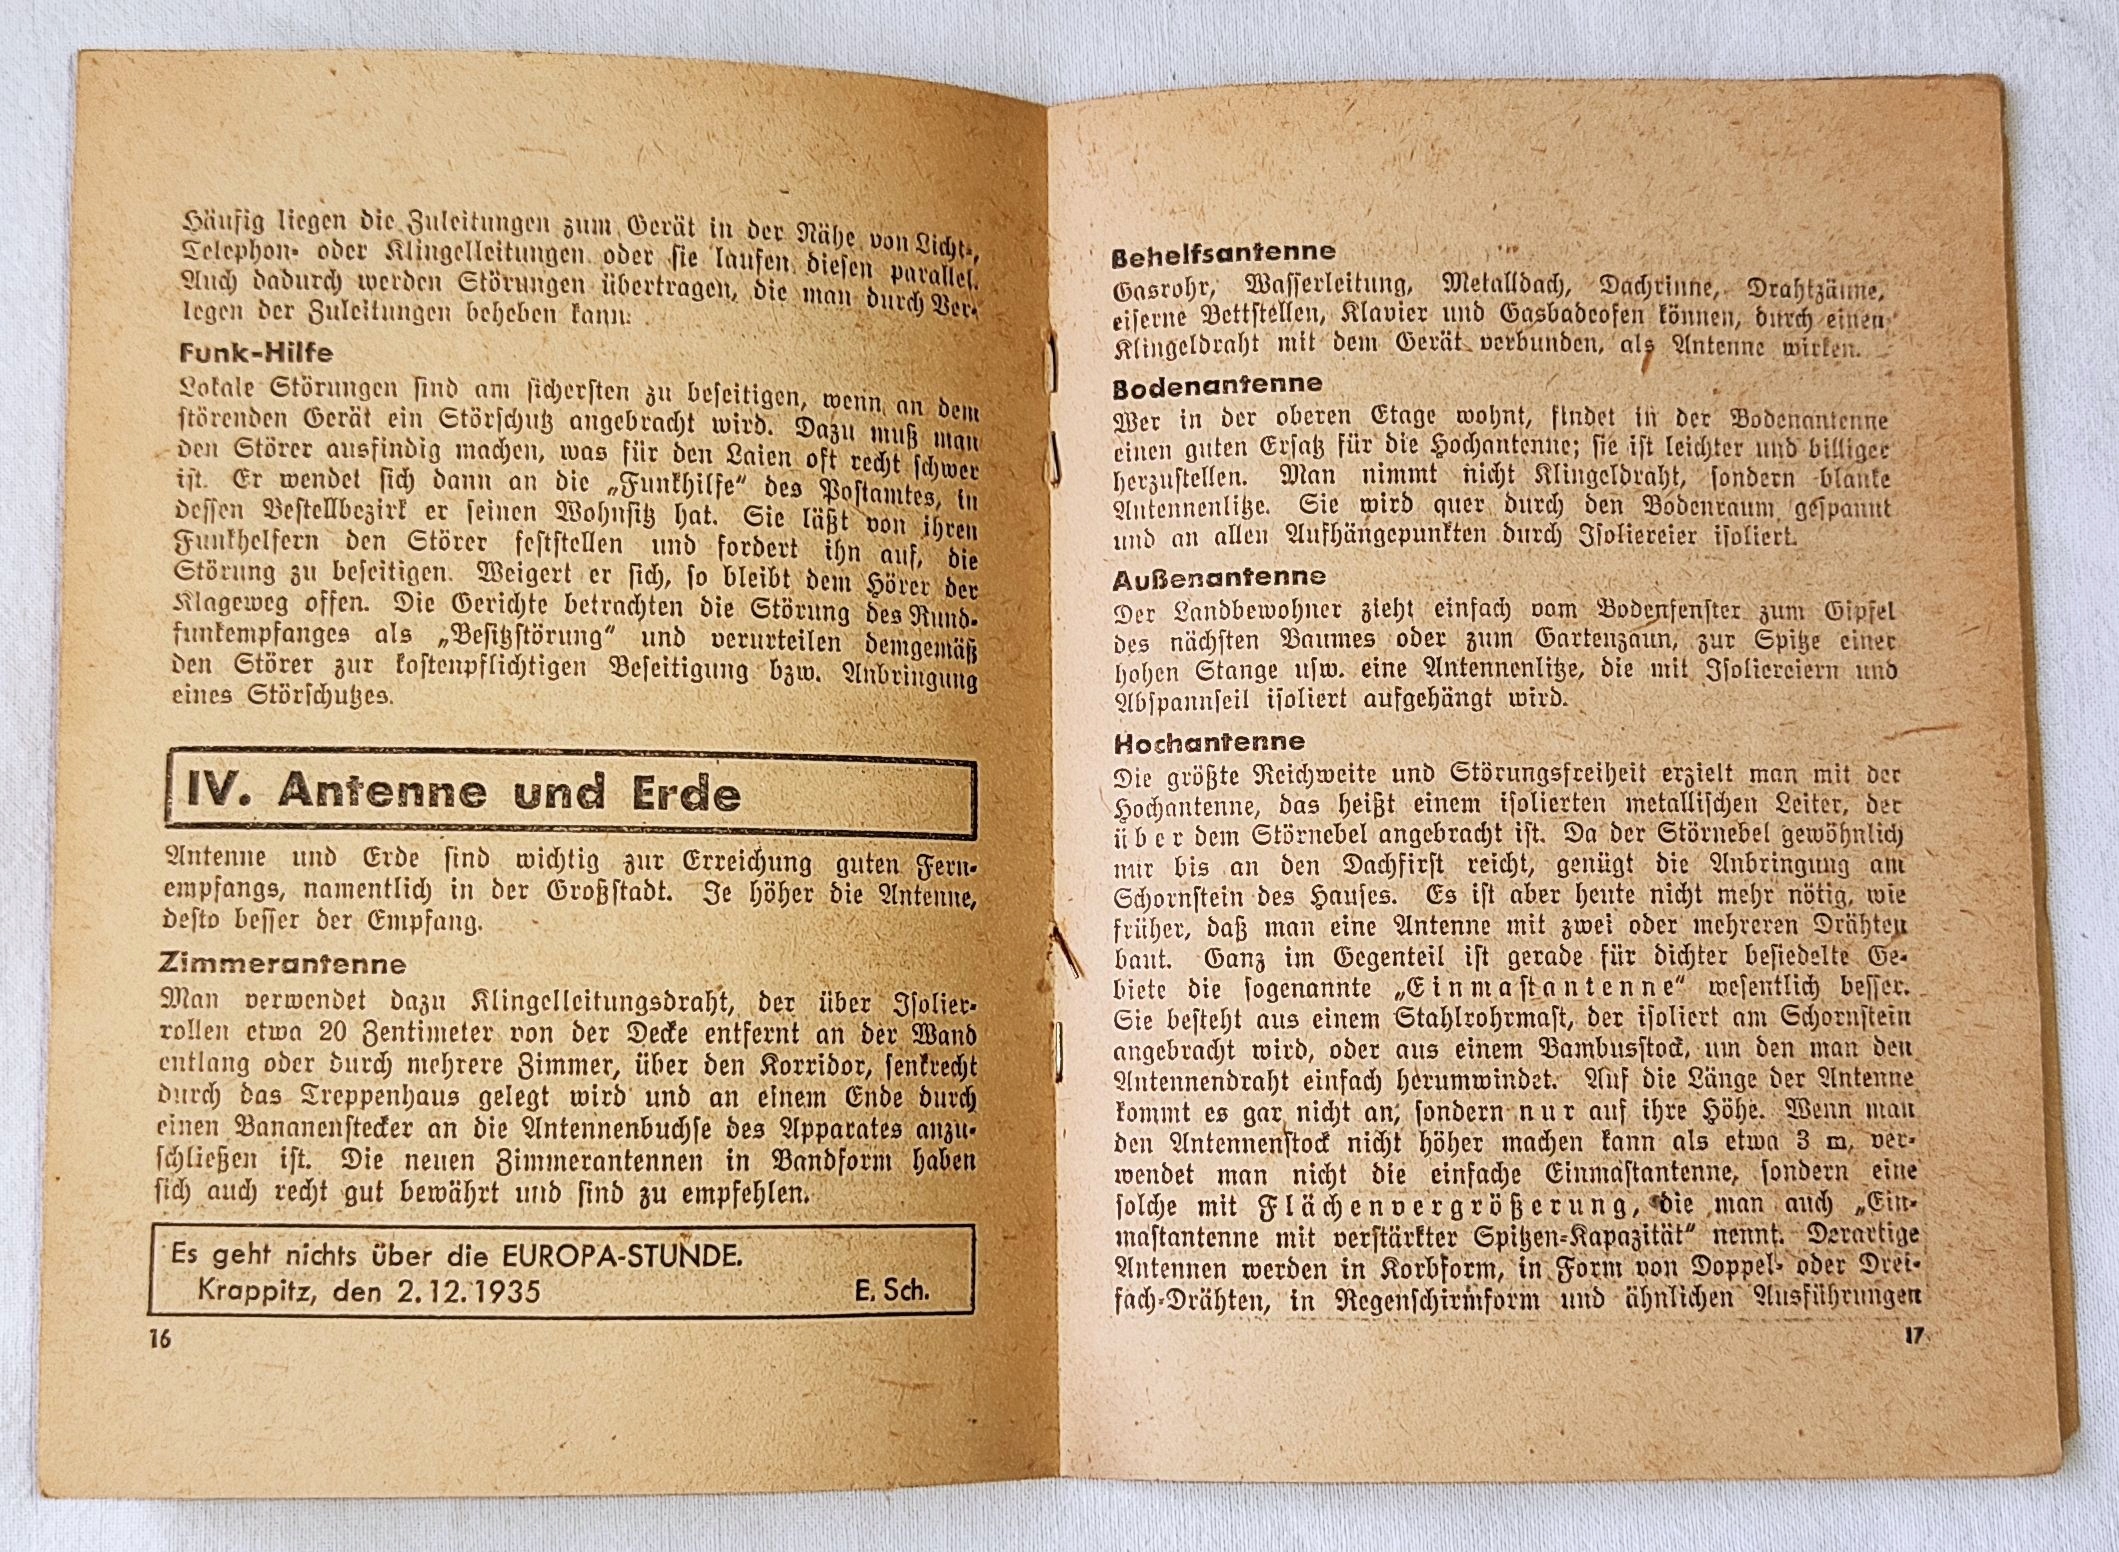 Häufig liegen die Zuleitungen zum Gerät in der Nähe von Licht-,
Telephon- oder Klingelleitungen oder sie laufen diesen parallel.
Auch dadurch werden Störungen übertragen, die man durch Ver-
legen der Zuleitungen beheben kann.
Funk-Hilfe
Lokale Störungen sind am sichersten zu beseitigen, wenn an dem
störenden Gerät ein Störschutz angebracht wird. Dazu muß man
den Störer ausfindig machen, was für den Laien oft recht schwer
ist. Er wendet sich dann an die „Funkhilfe“ des Postamtes, in
dessen Bestellbezirk er seinen Wohnsitz hat. Sie läßt von ihren
Funkhelfern den Störer feststellen und fordert ihn auf, die
Störung zu beseitigen. Weigert er sich, so bleibt dem Hörer der
Klageweg offen. Die Gerichte betrachten die Störung des Rund-
funkempfanges als „Besitzstörung“ und verurteilen demgemäß
den Störer zur kostenpflichtigen Beseitigung bzw. Anbringung
eines Störschutzes.
IV. Antenne und Erde
Antenne und Erde sind wichtig zur Erreichung guten Fern-
empfangs, namentlich in der Großstadt. Je höher die Antenne,
desto besser der Empfang.
Zimmerantenne
Man verwendet dazu Klingelleitungsdraht, der über Isolier-
rollen etwa 20 Zentimeter von der Decke entfernt an der Wand
entlang oder durch mehrere Zimmer, über den Korridor, senkrecht
durch das Treppenhaus gelegt wird und an einem Ende durch
einen Bananenstecker an die Antennenbuchse des Apparates anzu-
schließen ist. Die neuen Zimmerantennen in Bandform haben
sich auch recht gut bewährt und sind zu empfehlen.
Es geht nichts über die EUROPA-STUNDE.
Krappitz, den 2.12.1935 E. Sch.
16
Behelfsantenne
Gasrohr, Wasserleitung, Metalldach, Dachrinne, Drahtzäune,
eiserne Bettstellen, Klavier und Gasbadeofen können, durch einen
Klingeldraht mit dem Gerät verbunden, als Antenne wirken.
Bodenantenne
Wer in der oberen Etage wohnt, findet in der Bodenantenne
einen guten Ersatz für die Hochantenne; sie ist leichter und billiger
herzustellen. Man nimmt nicht Klingeldraht, sondern blanke
Antennenlitze. Sie wird quer durch den Bodenraum gespannt
und an allen Aufhängepunkten durch Isoliereier isoliert.
Außenantenne
Der Landbewohner zieht einfach vom Bodenfenster zum Gipfel
des nächsten Baumes oder zum Gartenzaun, zur Spitze einer
hohen Stange usw. eine Antennenlitze, die mit Isoliereiern und
Abspannseil isoliert aufgehängt wird.
Hochantenne
Die größte Reichweite und Störungsfreiheit erzielt man mit der
Hochantenne, das heißt einem isolierten metallischen Leiter, der
über dem Störnebel angebracht ist. Da der Störnebel gewöhnlich
nur bis an den Dachfirst reicht, genügt die Anbringung am
Schornstein des Hauses. Es ist aber heute nicht mehr nötig, wie
früher, daß man eine Antenne mit zwei oder mehreren Drähten
baut. Ganz im Gegenteil ist gerade für dichter besiedelte Ge-
biete die sogenannte „Einmastantenne“ wesentlich besser.
Sie besteht aus einem Stahlrohrmast, der isoliert am Schornstein
angebracht wird, oder aus einem Bambusstock, um den man den
Antennendraht einfach herumwindet. Auf die Länge der Antenne
kommt es gar nicht an, sondern nur auf ihre Höhe. Wenn man
den Antennenstock nicht höher machen kann als etwa 3 m, ver-
wendet man nicht die einfache Einmastantenne, sondern eine
solche mit Flächenvergrößerung, die man auch „Ein-
mastantenne mit verstärkter Spitzen-Kapazität“ nennt. Derartige
Antennen werden in Korbform, in Form von Doppel- oder Drei-
fach-Drähten, in Regenschirmform und ähnlichen Ausführungen
17